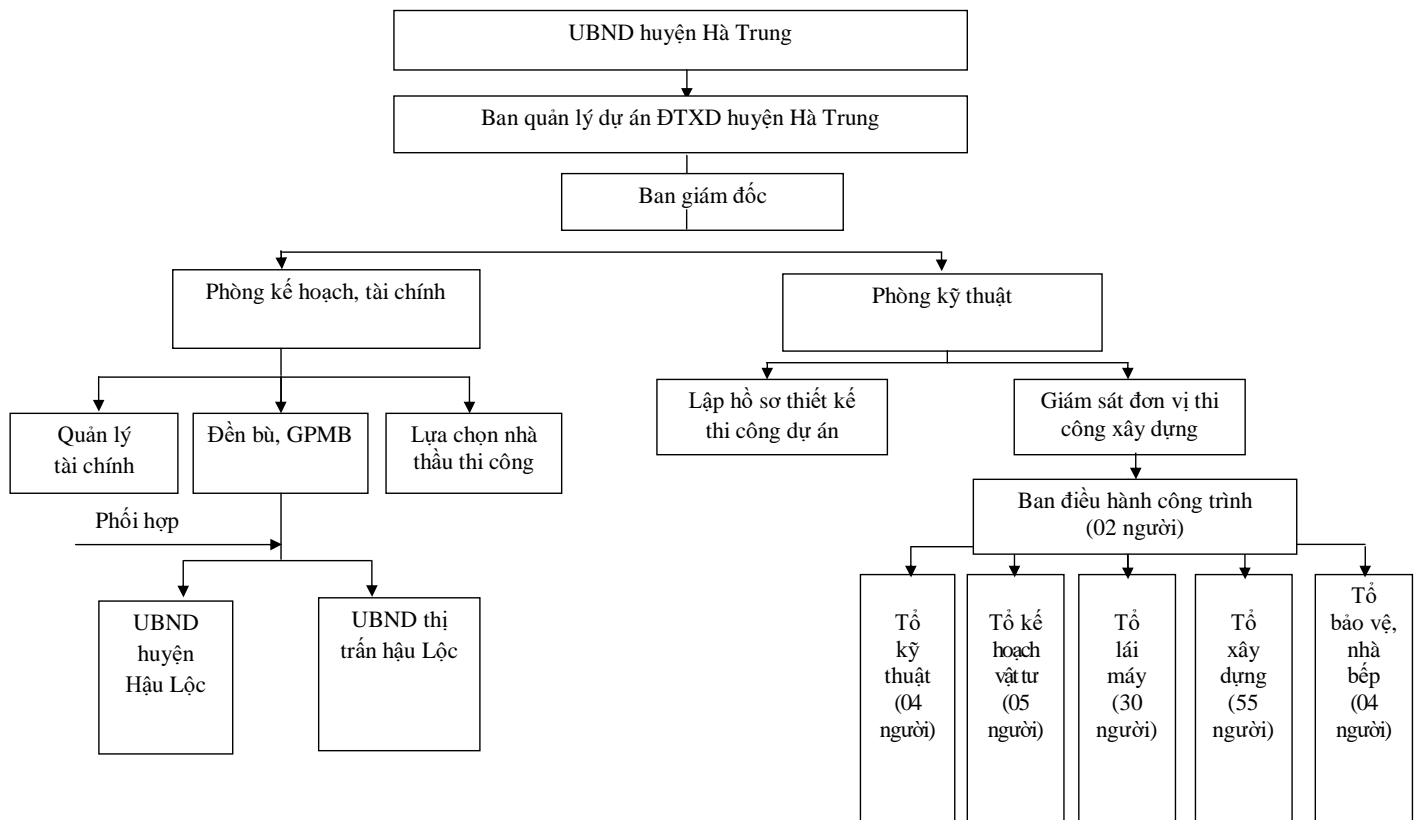 UBND huyện Hà Trung
Ban quản lý dự án ĐTXD huyện Hà Trung
Ban giám đốc
Phòng kế hoạch, tài chính
Phòng kỹ thuật
Quản lý
tài chính
Đền bù, GPMB
Lựa chọn nhà
thầu thi công
Lập hồ sơ thiết kế
thi công dự án
Giám sát đơn vị thi
công xây dựng
Phối hợp
Ban điều hành công trình
(02 người)
UBND
huyện
Hậu Lộc
UBND thị
trấn hậu Lộc
Tổ
kỹ
thuật
(04
người)
Tổ kế
hoạch
vật tư
(05
người)
Tổ
lái
máy
(30
người)
Tổ
xây
dựng
(55
người)
Tổ
bảo vệ,
nhà
bếp
(04
người)